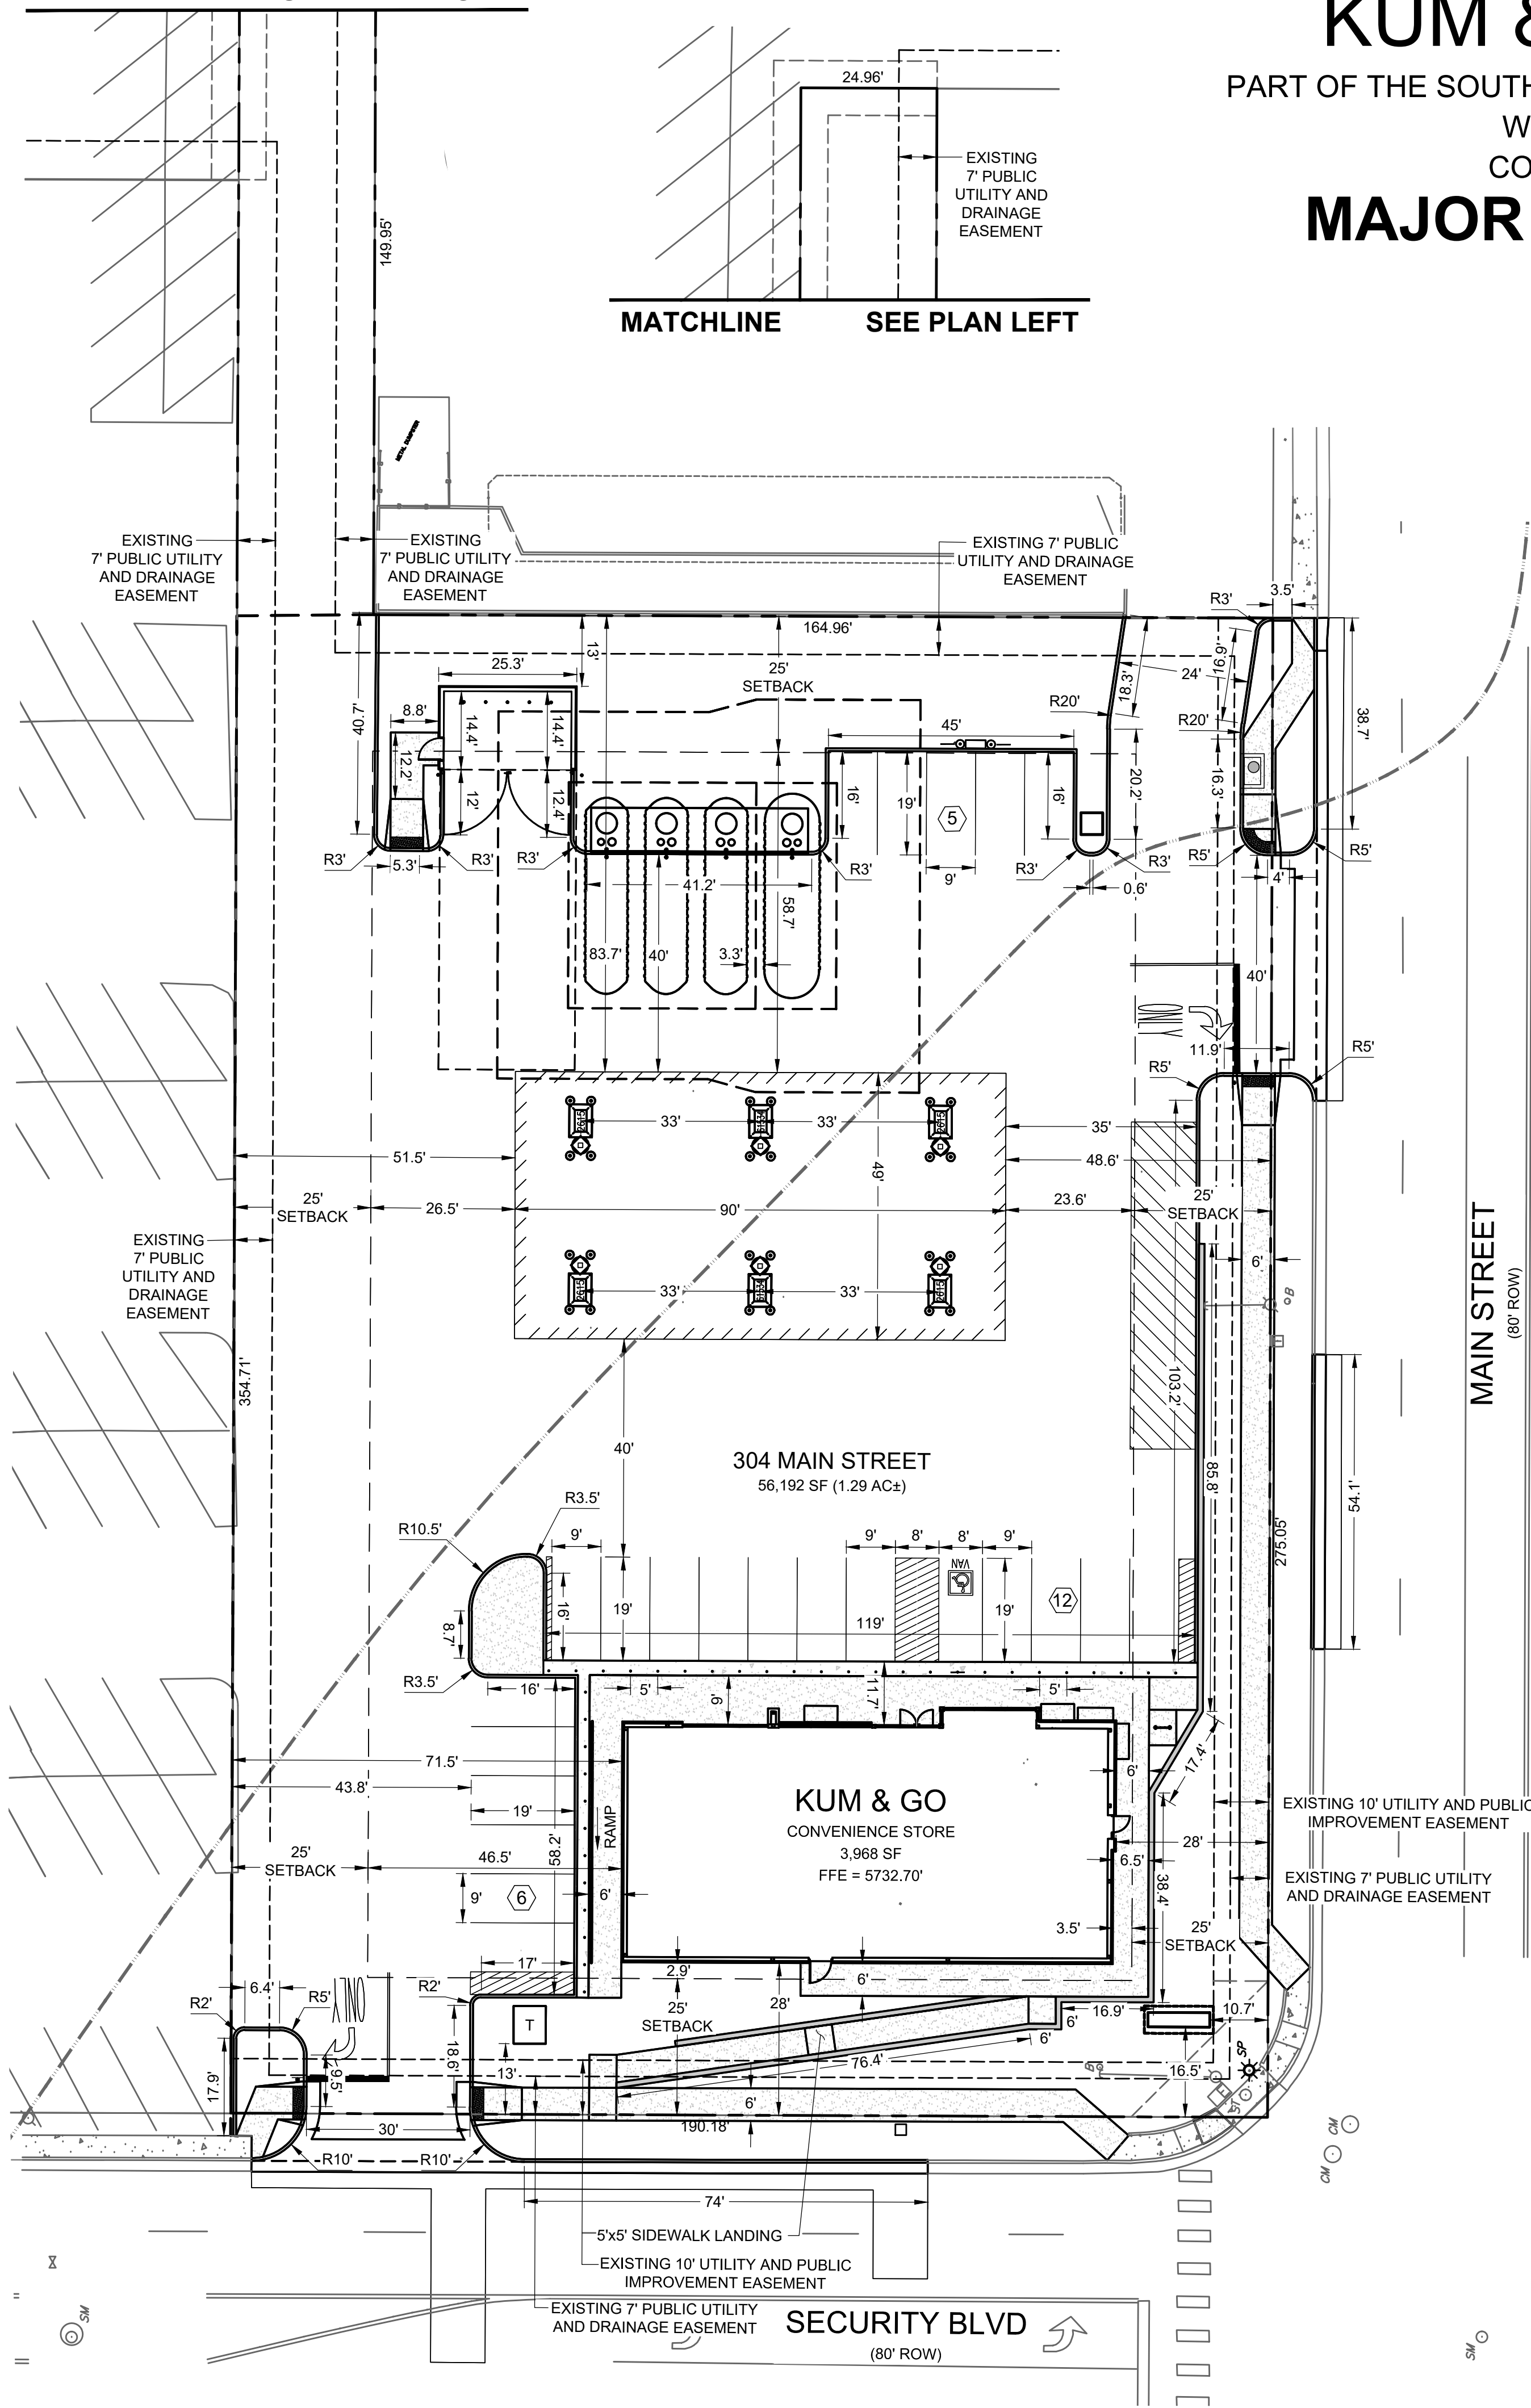 KUM &
PART OF THE SOUTH
W
CO
MAJOR
24.96'
EXISTING
7' PUBLIC
UTILITY AND
DRAINAGE
EASEMENT
149.95'
MATCHLINE SEE PLAN LEFT
EXISTING
7' PUBLIC UTILITY
AND DRAINAGE
EASEMENT
EXISTING
7' PUBLIC UTILITY
AND DRAINAGE
EASEMENT
EXISTING 7' PUBLIC
UTILITY AND DRAINAGE
EASEMENT
3.5'
R3'
164.96'
40.7'
13'
25.3'
25'
SETBACK
18.3'
24'
16.9'
38.7'
8.8'
14.4'
14.4'
R20'
R20'
45'
12.2'
12'
12.4'
16'
19'
5
16'
20.2'
16.3'
R3'
5.3'
R3'
R3'
R3'
R3'
R3'
R5'
R5'
41.2'
9'
0.6'
4'
58.7'
83.7'
40'
3.3'
40'
ONLY
11.9'
R5'
R5'
33'
33'
35'
51.5'
49'
48.6'
25'
SETBACK
26.5'
90'
23.6'
25'
SETBACK
EXISTING
7' PUBLIC
UTILITY AND
DRAINAGE
EASEMENT
6'
B
33'
33'
MAIN STREET
(80' ROW)
354.71'
103.2'
40'
304 MAIN STREET
56,192 SF (1.29 AC±)
85.8'
54.1'
275.05'
R3.5'
R10.5'
9'
9'
8'
8'
9'
VAN
16'
19'
19'
12
8.7'
119'
R3.5'
16'
5'
6'
11.7'
5'
71.5'
43.8'
17.4'
6'
19'
RAMP
KUM & GO
CONVENIENCE STORE
3,968 SF
FFE = 5732.70'
EXISTING 10' UTILITY AND PUBLIC
IMPROVEMENT EASEMENT
58.2'
28'
25'
SETBACK
46.5'
6.5'
EXISTING 7' PUBLIC UTILITY
AND DRAINAGE EASEMENT
9'
6
6'
38.4'
3.5'
25'
SETBACK
17'
2.9'
6'
6.4'
ONLY
R2'
R5'
R2'
T
25'
SETBACK
28'
16.9'
10.7'
6'
6'
SP
18.6'
13'
76.4'
16.5'
B
17.9'
9.5'
6'
E
ST
30'
190.18'
R10'
R10'
CM
CM
74'
5'x5' SIDEWALK LANDING
EXISTING 10' UTILITY AND PUBLIC
IMPROVEMENT EASEMENT
EXISTING 7' PUBLIC UTILITY
AND DRAINAGE EASEMENT
SECURITY BLVD
(80' ROW)
SM
SM